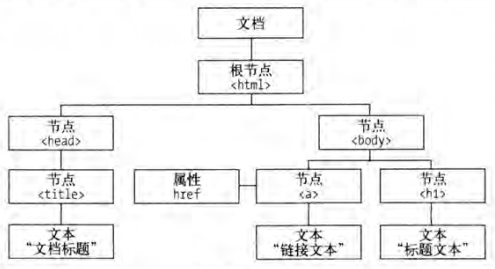 文档
根节点
<html>
节点
<head>
节点
<body>
节点
<title>
属性
href
节点
<a>
节点
<h1>
文本
“文档标题”
文本
“链接文本”
文本
“标题文本”